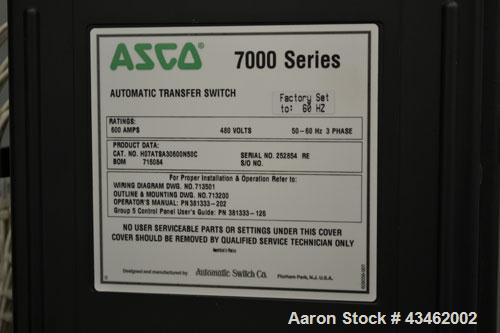 ASCO® 7000 Series
AUTOMATIC TRANSFER SWITCH
Factory Set
to: 60 HZ
RATINGS:
600 AMPS 480 VOLTS 50-60 Hz 3 PHASE
PRODUCT DATA:
CAT. NO. H07ATBA30600N50C SERIAL NO. 252854 RE
BOM 715084 S/O NO.
For Proper Installation & Operation Refer to:
WIRING DIAGRAM DWG. NO.713501
OUTLINE & MOUNTING DWG. NO.713200
OPERATOR'S MANUAL: PN 381333-202
Group 5 Control Panel User's Guide: PN 381333-126
NO USER SERVICEABLE PARTS OR SETTINGS UNDER THIS COVER
COVER SHOULD BE REMOVED BY QUALIFIED SERVICE TECHNICIAN ONLY
Designed and manufactured by Automatic Switch Co. Florham Park, N.J. U.S.A.
Aaron Stock # 43462002